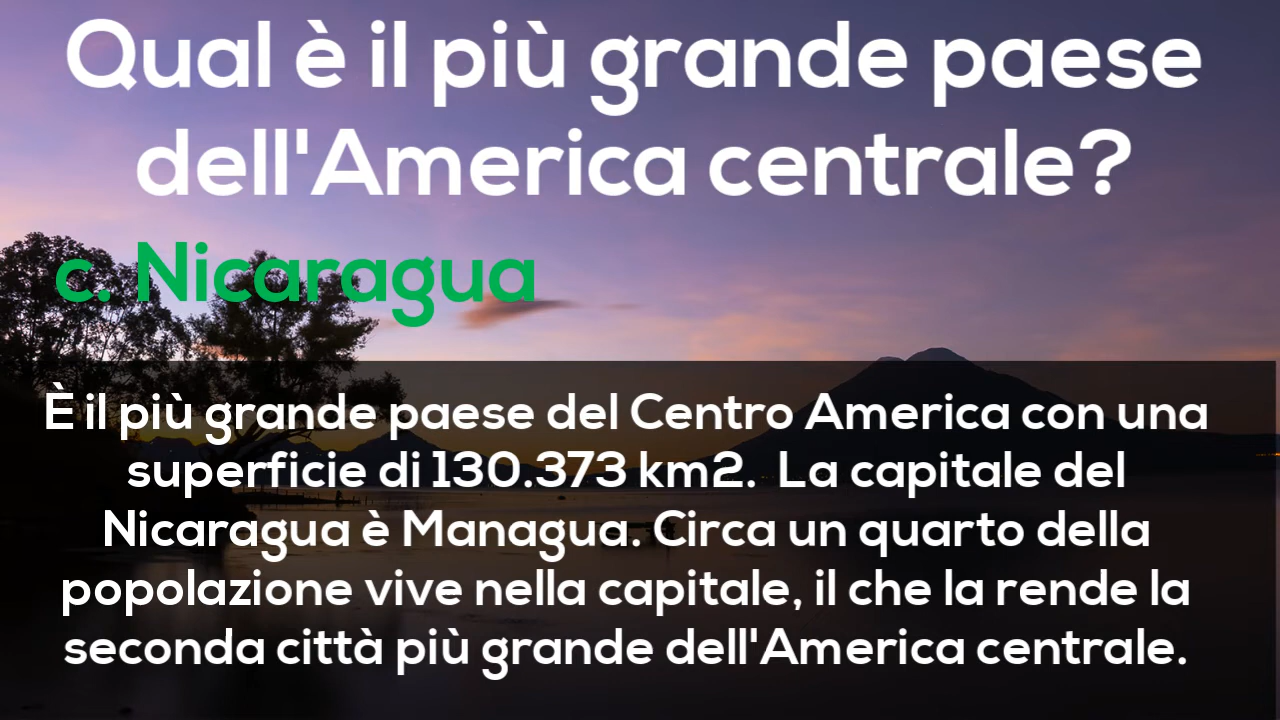 Qual è il più grande paese
dell'America centrale?
c. Nicaragua
È il più grande paese del Centro America con una
superficie di 130.373 km2.  La capitale del
Nicaragua è Managua. Circa un quarto della
popolazione vive nella capitale, il che la rende la
seconda città più grande dell'America centrale.